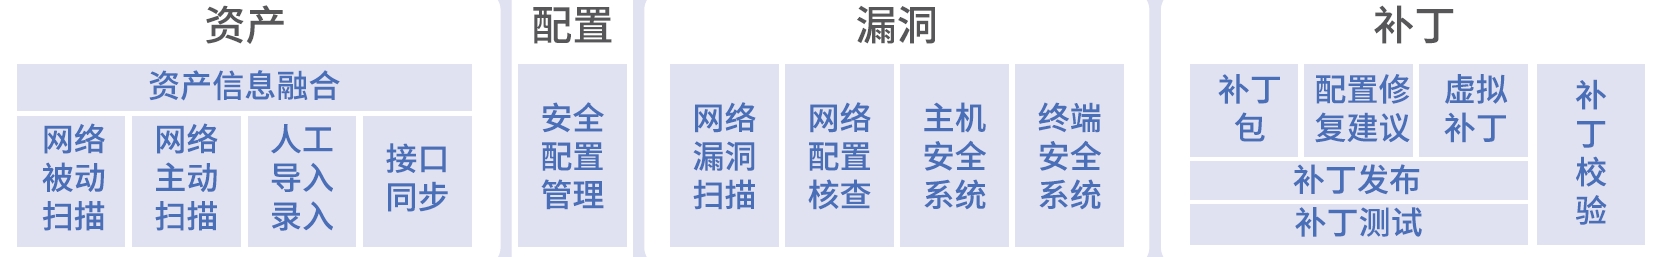 资产
资产信息融合
网络
被动
扫描
网络
主动
扫描
人工
导入
录入
接口
同步
配置
安全
配置
管理
漏洞
网络
漏洞
扫描
网络
配置
核查
主机
安全
系统
终端
安全
系统
补丁
补丁
包
配置修
复建议
虚拟
补丁
补丁发布
补丁测试
补
丁
校
验